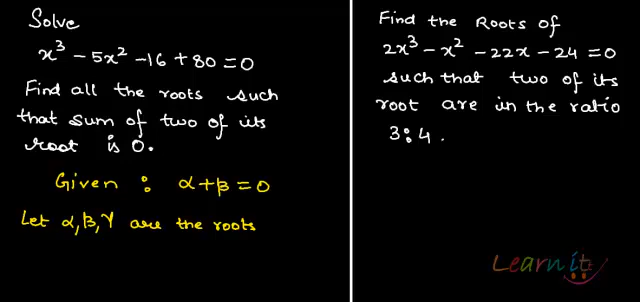 Solve
x³ - 5x² - 16 + 80 = 0
Find all the roots such
that sum of two of its
root is 0.
Given : α + β = 0
Let α, β, γ are the roots
Find the Roots of
2x³ - x² - 22x - 24 = 0
such that two of its
root are in the ratio
3:4.
Learn it